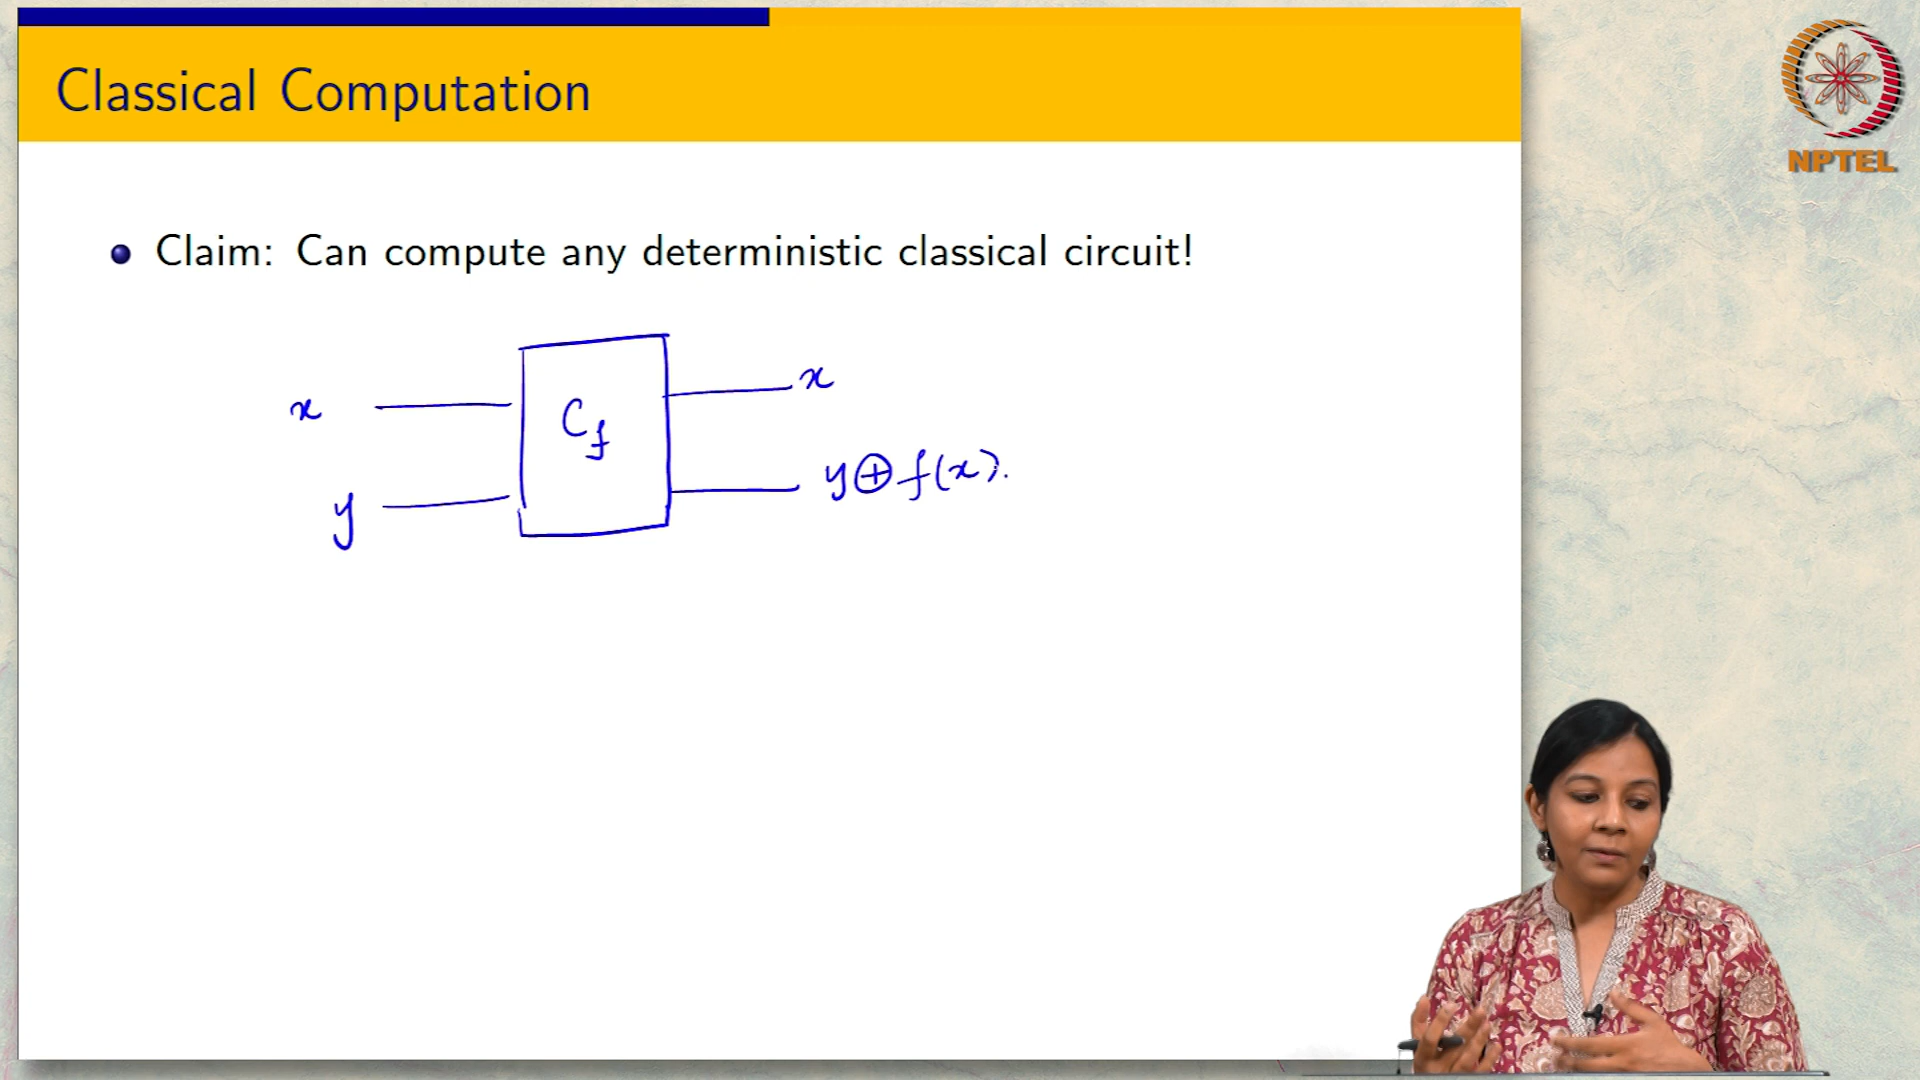 Classical Computation
NPTEL
Claim: Can compute any deterministic classical circuit!
x
C_f
x
y
y⊕f(x).